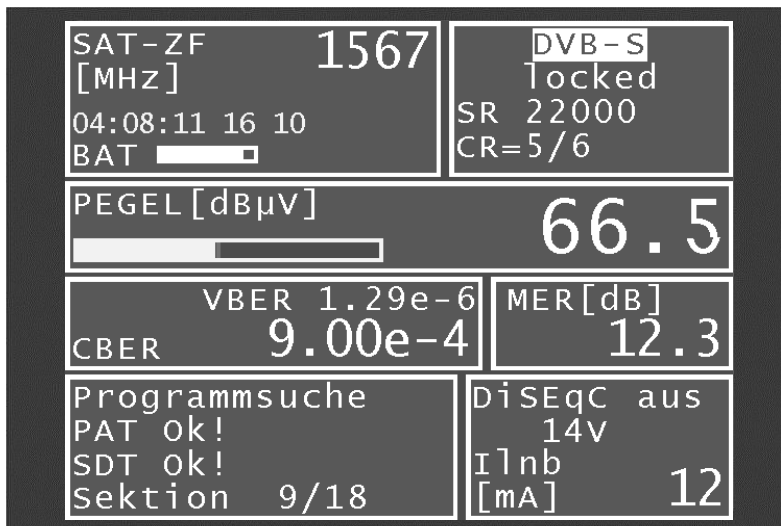 SAT-ZF 1567
[MHz]
04:08:11 16 10
BAT
DVB-S
locked
SR 22000
CR=5/6
PEGEL[dBµV] 66.5
VBER 1.29e-6
CBER 9.00e-4
MER[dB]
12.3
Programmsuche
PAT Ok!
SDT Ok!
Sektion 9/18
DiSEqC aus
14V
Ilnb
[mA] 12